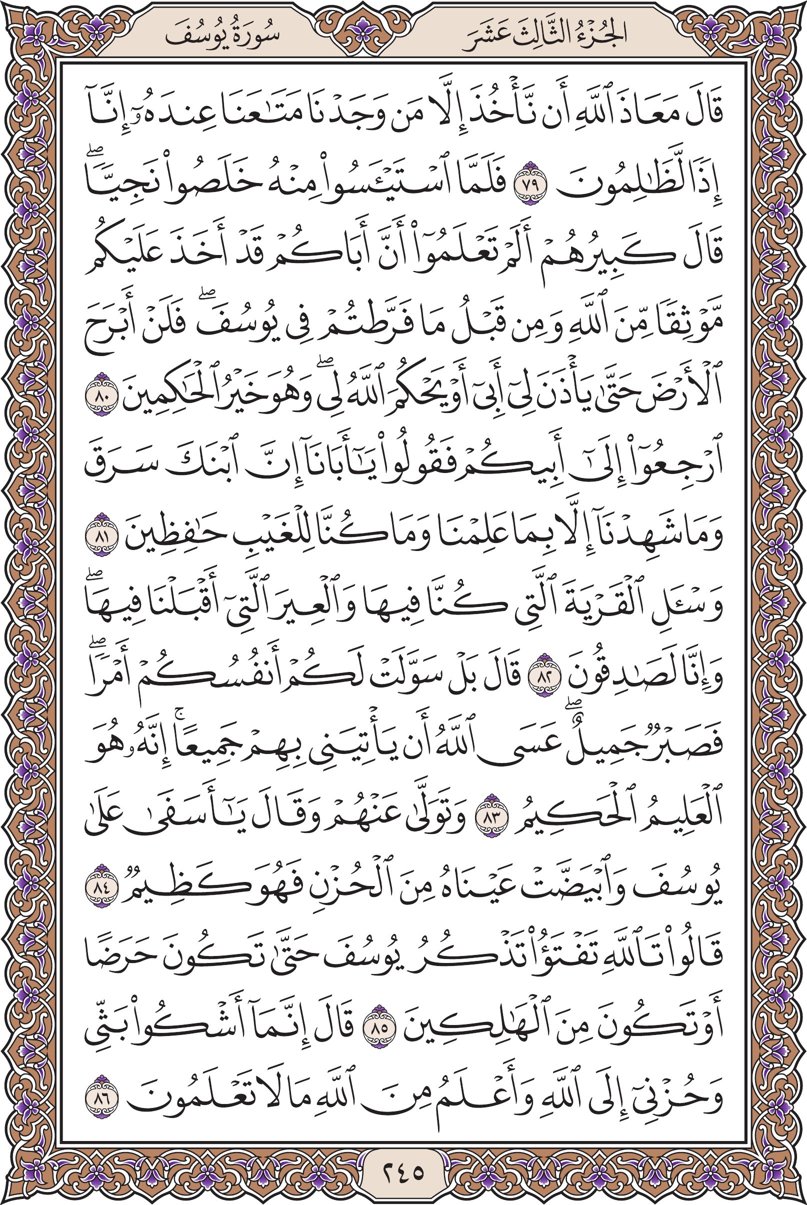 الجُزْءُ الثَّالِثَ عَشَرَ
سُورَةُ يُوسُفَ
قَالَ مَعَاذَ ٱللَّهِ أَن نَّأۡخُذَ إِلَّا مَن وَجَدۡنَا مَتَٰعَنَا عِندَهُۥٓ إِنَّآ
إِذٗا لَّظَٰلِمُونَ ٧٩ فَلَمَّا ٱسۡتَيۡـَٔسُواْ مِنۡهُ خَلَصُواْ نَجِيّٗاۖ
قَالَ كَبِيرُهُمۡ أَلَمۡ تَعۡلَمُوٓاْ أَنَّ أَبَاكُمۡ قَدۡ أَخَذَ عَلَيۡكُم
مَّوۡثِقٗا مِّنَ ٱللَّهِ وَمِن قَبۡلُ مَا فَرَّطتُمۡ فِي يُوسُفَۖ فَلَنۡ أَبۡرَحَ
ٱلۡأَرۡضَ حَتَّىٰ يَأۡذَنَ لِيٓ أَبِيٓ أَوۡ يَحۡكُمَ ٱللَّهُ لِيۖ وَهُوَ خَيۡرُ ٱلۡحَٰكِمِينَ ٨٠
ٱرۡجِعُوٓاْ إِلَىٰٓ أَبِيكُمۡ فَقُولُواْ يَٰٓأَبَانَآ إِنَّ ٱبۡنَكَ سَرَقَ
وَمَا شَهِدۡنَآ إِلَّا بِمَا عَلِمۡنَا وَمَا كُنَّا لِلۡغَيۡبِ حَٰفِظِينَ ٨١
وَسۡـَٔلِ ٱلۡقَرۡيَةَ ٱلَّتِي كُنَّا فِيهَا وَٱلۡعِيرَ ٱلَّتِيٓ أَقۡبَلۡنَا فِيهَاۖ
وَإِنَّا لَصَٰدِقُونَ ٨٢ قَالَ بَلۡ سَوَّلَتۡ لَكُمۡ أَنفُسُكُمۡ أَمۡرٗاۖ
فَصَبۡرٞ جَمِيلٌۖ عَسَى ٱللَّهُ أَن يَأۡتِيَنِي بِهِمۡ جَمِيعًاۚ إِنَّهُۥ هُوَ
ٱلۡعَلِيمُ ٱلۡحَكِيمُ ٨٣ وَتَوَلَّىٰ عَنۡهُمۡ وَقَالَ يَٰٓأَسَفَىٰ عَلَىٰ
يُوسُفَ وَٱبۡيَضَّتۡ عَيۡنَاهُ مِنَ ٱلۡحُزۡنِ فَهُوَ كَظِيمٞ ٨٤
قَالُواْ تَٱللَّهِ تَفۡتَؤُاْ تَذۡكُرُ يُوسُفَ حَتَّىٰ تَكُونَ حَرَضًا
أَوۡ تَكُونَ مِنَ ٱلۡهَٰلِكِينَ ٨٥ قَالَ إِنَّمَآ أَشۡكُواْ بَثِّي
وَحُزۡنِيٓ إِلَى ٱللَّهِ وَأَعۡلَمُ مِنَ ٱللَّهِ مَا لَا تَعۡلَمُونَ ٨٦
٢٤٥